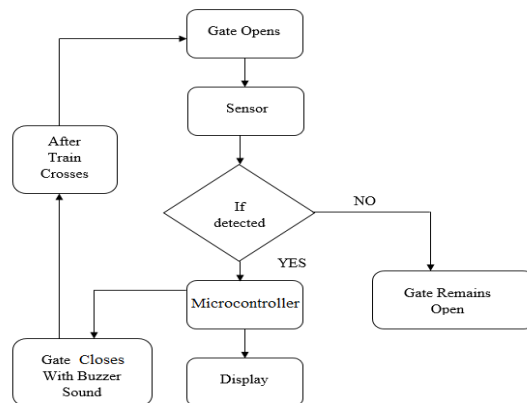 Gate Opens
Sensor
After
Train
Crosses
If
detected
NO
YES
Microcontroller
Gate Remains
Open
Gate Closes
With Buzzer
Sound
Display